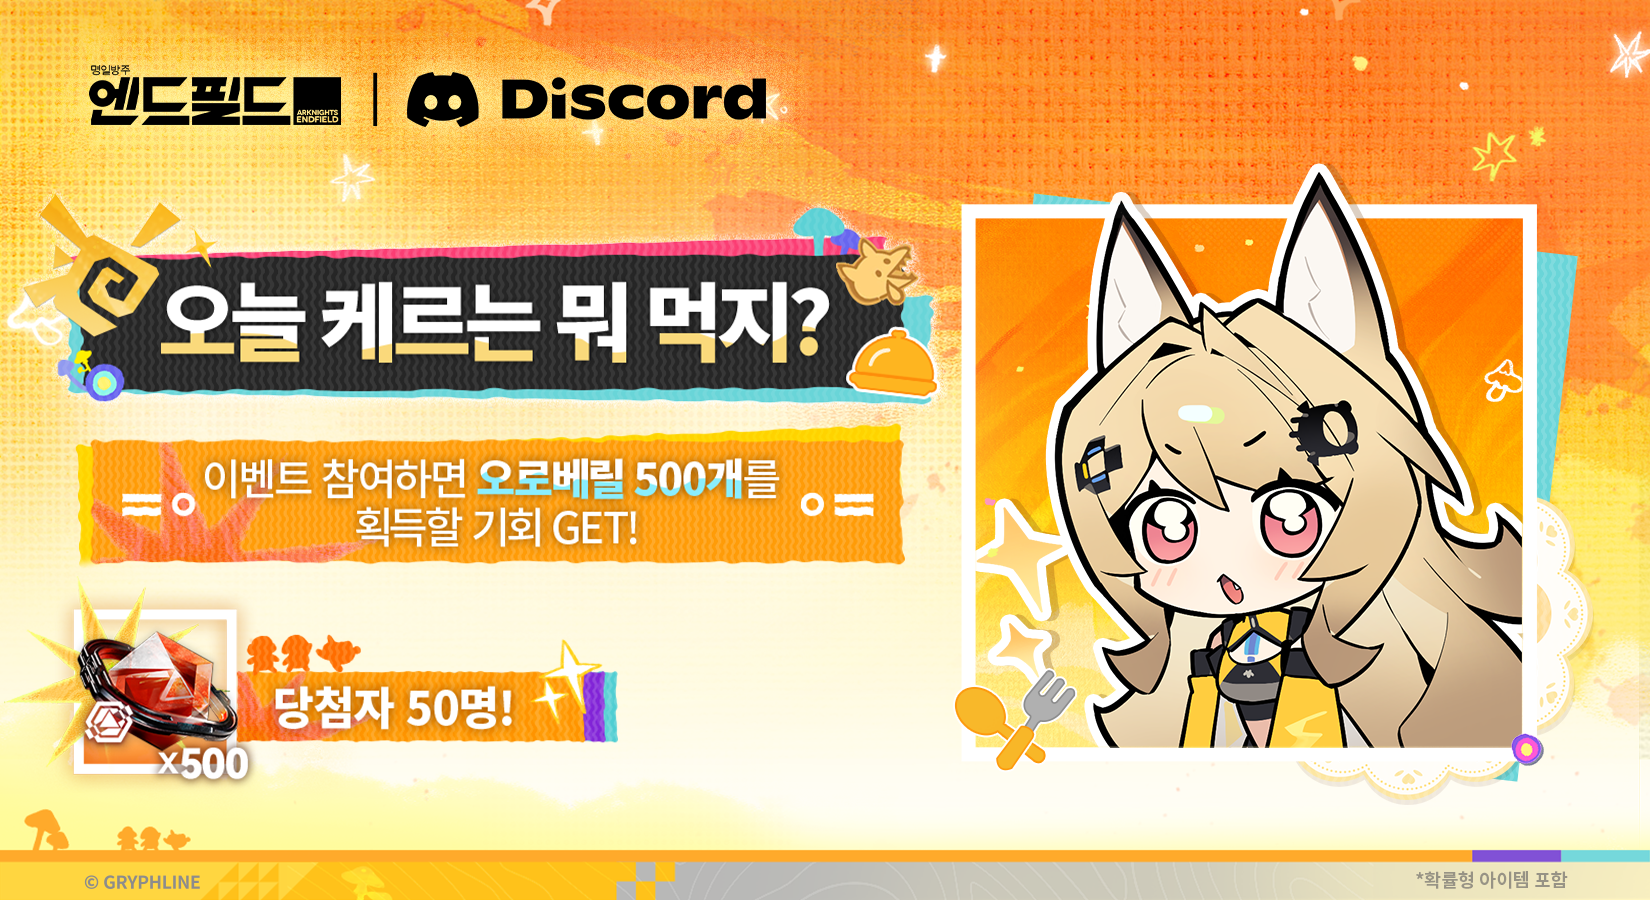 명일방주
엔드필드
ARKNIGHTS
ENDFIELD
Discord
오늘 케르는 뭐 먹지?
이벤트 참여하면 오로베릴 500개를
획득할 기회 GET!
당첨자 50명!
x500
© GRYPHLINE
*확률형 아이템 포함